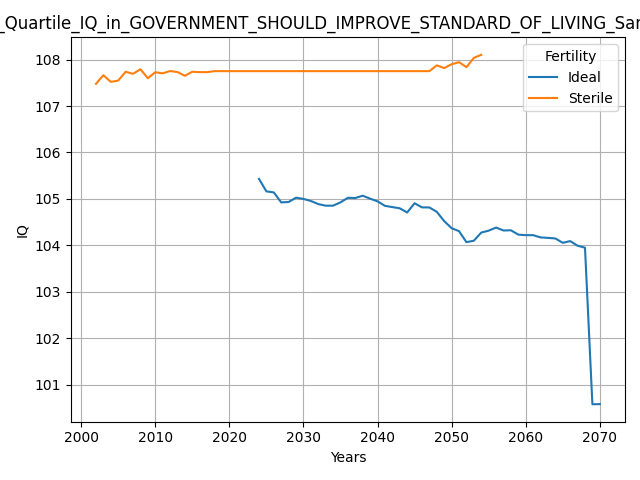 _Quartile_IQ_in_GOVERNMENT_SHOULD_IMPROVE_STANDARD_OF_LIVING_Sar
108
107
106
105
104
103
102
101
IQ
Fertility
Ideal
Sterile
2000 2010 2020 2030 2040 2050 2060 2070
Years